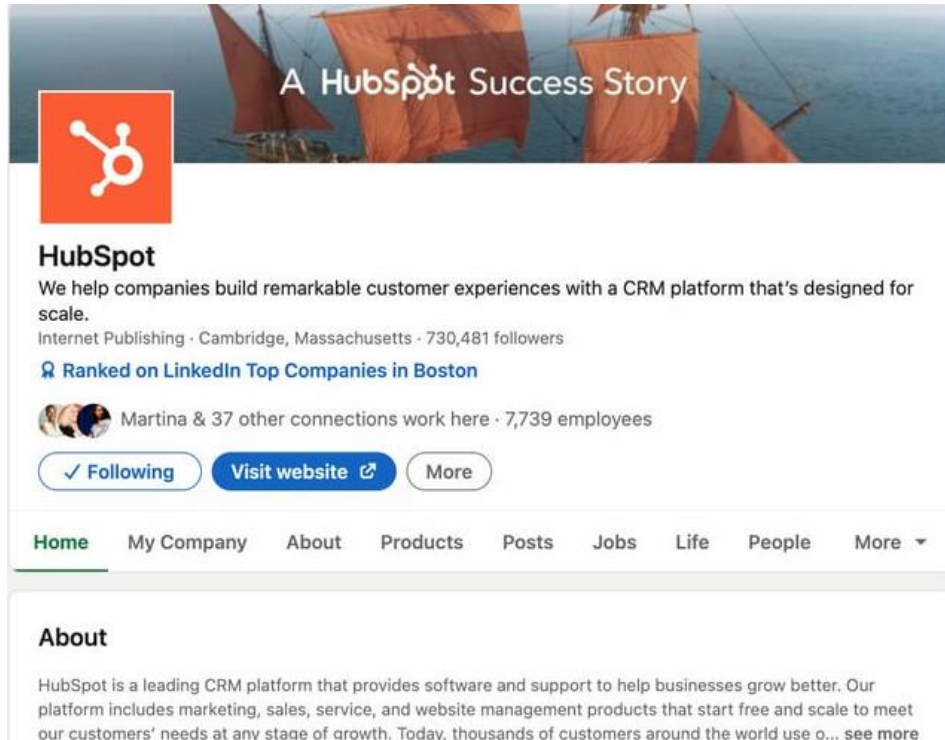 A HubSpot Success Story
HubSpot
We help companies build remarkable customer experiences with a CRM platform that's designed for
scale.
Internet Publishing · Cambridge, Massachusetts · 730,481 followers
Ranked on LinkedIn Top Companies in Boston
Martina & 37 other connections work here · 7,739 employees
✓ Following Visit website More
Home My Company About Products Posts Jobs Life People More
About
HubSpot is a leading CRM platform that provides software and support to help businesses grow better. Our
platform includes marketing, sales, service, and website management products that start free and scale to meet
our customers' needs at any stage of growth. Today, thousands of customers around the world use o... see more